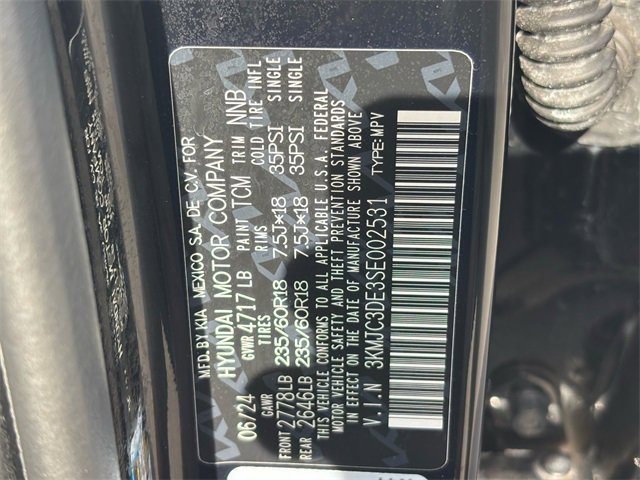 MFD.BY KIA MEXICO S.A. DE C.V. FOR
HYUNDAI MOTOR COMPANY
06/24 GVWR 4717 LB PAINT TCM TRIM NNB
GAWR TIRES RIMS COLD TIRE INFL
FRONT 2778LB 235/60R18 7.5J×18 35PSI SINGLE
REAR 2646LB 235/60R18 7.5J×18 35PSI SINGLE
THIS VEHICLE CONFORMS TO ALL APPLICABLE U.S.A. FEDERAL
MOTOR VEHICLE SAFETY AND THEFT PREVENTION STANDARDS
IN EFFECT ON THE DATE OF MANUFACTURE SHOWN ABOVE
V.I.N 3KMJC3DE3SE002531 TYPE:MPV